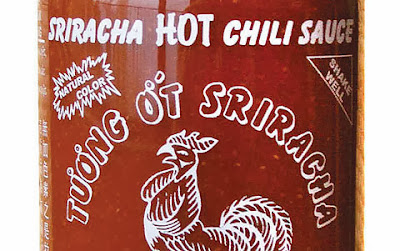 SRIRACHA HOT CHILI SAUCE
NATURAL
COLOR
SHAKE
WELL
TƯƠNG ỚT SRIRACHA